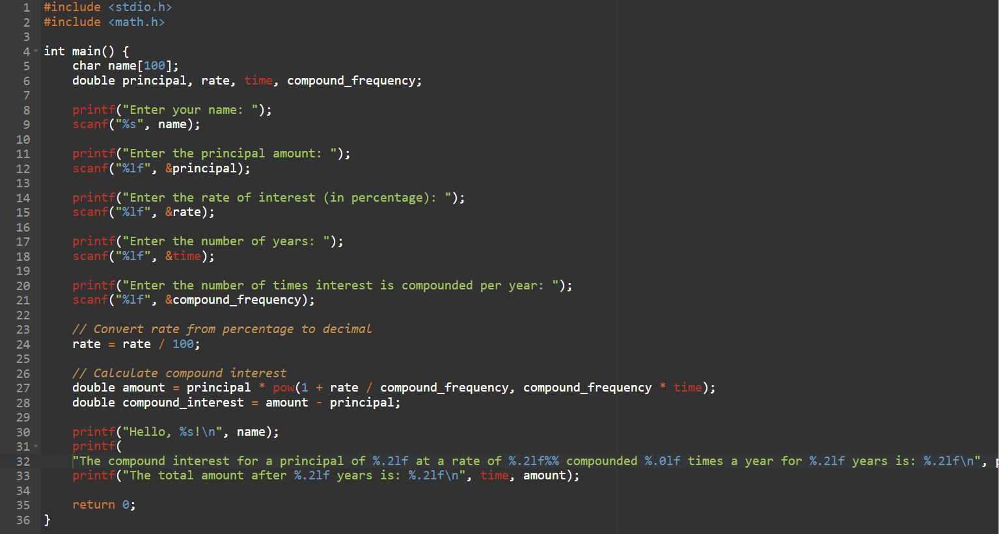 1 #include <stdio.h>
2 #include <math.h>
3
4 int main() {
5     char name[100];
6     double principal, rate, time, compound_frequency;
7
8     printf("Enter your name: ");
9     scanf("%s", name);
10
11     printf("Enter the principal amount: ");
12     scanf("%lf", &principal);
13
14     printf("Enter the rate of interest (in percentage): ");
15     scanf("%lf", &rate);
16
17     printf("Enter the number of years: ");
18     scanf("%lf", &time);
19
20     printf("Enter the number of times interest is compounded per year: ");
21     scanf("%lf", &compound_frequency);
22
23     // Convert rate from percentage to decimal
24     rate = rate / 100;
25
26     // Calculate compound interest
27     double amount = principal * pow(1 + rate / compound_frequency, compound_frequency * time);
28     double compound_interest = amount - principal;
29
30     printf("Hello, %s!\n", name);
31     printf(
32     "The compound interest for a principal of %.2lf at a rate of %.2lf%% compounded %.0lf times a year for %.2lf years is: %.2lf\n",
33     printf("The total amount after %.2lf years is: %.2lf\n", time, amount);
34
35     return 0;
36 }